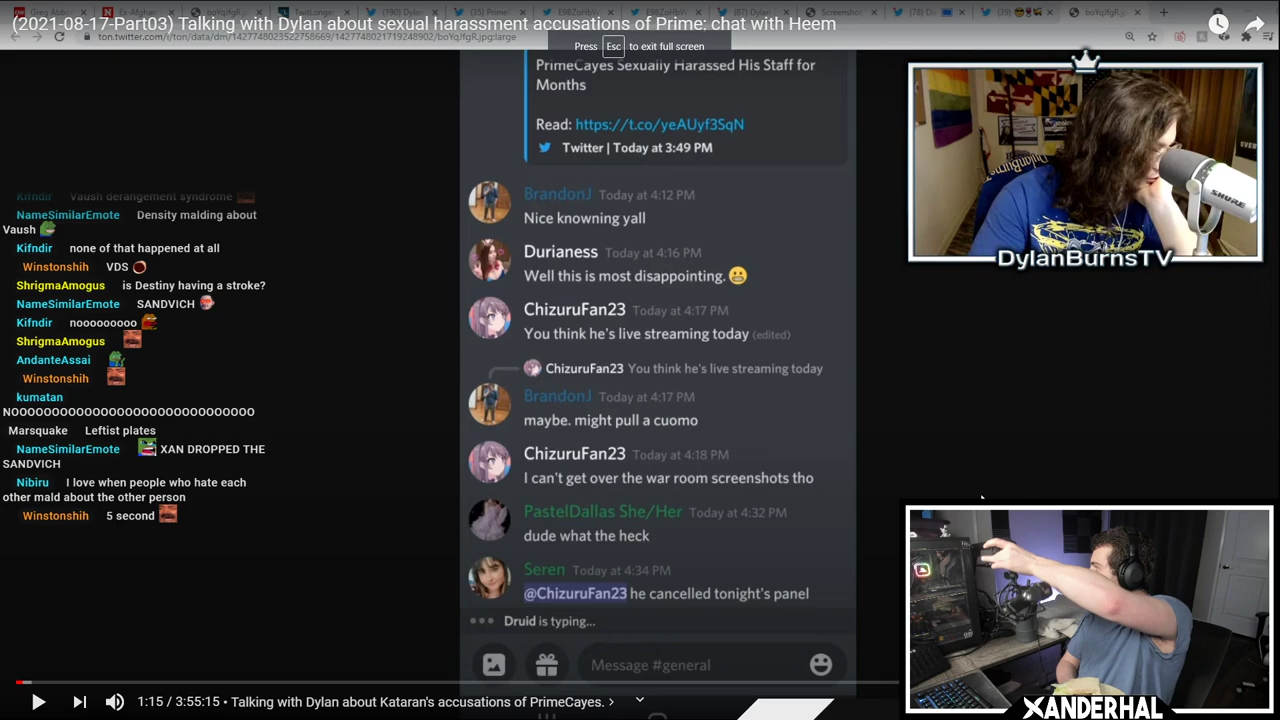 (2021-08-17-Part03) Talking with Dylan about sexual harassment accusations of Prime; chat with Heem
Press Esc to exit full screen
PrimeCayes Sexually Harassed His Staff for
Months
Read: https://t.co/yeAUyf3SqN
Twitter | Today at 3:49 PM
BrandonJ Today at 4:12 PM
Nice knowning yall
Durianess Today at 4:16 PM
Well this is most disappointing. 😬
ChizuruFan23 Today at 4:17 PM
You think he's live streaming today (edited)
ChizuruFan23 You think he's live streaming today
BrandonJ Today at 4:17 PM
maybe. might pull a cuomo
ChizuruFan23 Today at 4:18 PM
I can't get over the war room screenshots tho
PastelDallas She/Her Today at 4:32 PM
dude what the heck
Seren Today at 4:34 PM
@ChizuruFan23 he cancelled tonight's panel
Druid is typing...
Message #general
Kifndir Vaush derangement syndrome
NameSimilarEmote Density malding about
Vaush
Kifndir none of that happened at all
Winstonshih VDS
ShrigmaAmogus is Destiny having a stroke?
NameSimilarEmote SANDVICH
Kifndir nooooooooo
ShrigmaAmogus
AndanteAssai
Winstonshih
kumatan
NOOOOOOOOOOOOOOOOOOOOOOOOOOOOO
Marsquake Leftist plates
NameSimilarEmote XAN DROPPED THE
SANDVICH
Nibiru I love when people who hate each
other mald about the other person
Winstonshih 5 second
SHURE
DylanBurnsTV
XANDERHAL
1:15 / 3:55:15 • Talking with Dylan about Kataran's accusations of PrimeCayes. >